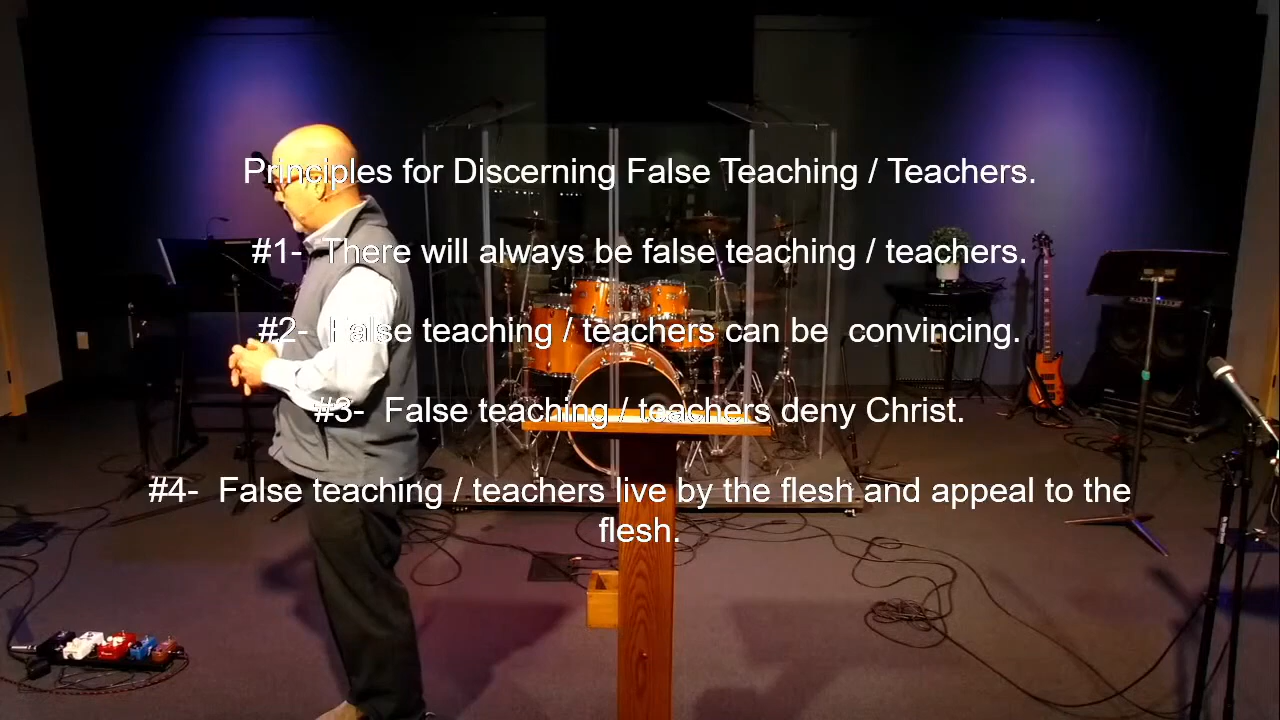 Principles for Discerning False Teaching / Teachers.
#1-  There will always be false teaching / teachers.
#2-  False teaching / teachers can be  convincing.
#3-  False teaching / teachers deny Christ.
#4-  False teaching / teachers live by the flesh and appeal to the
flesh.